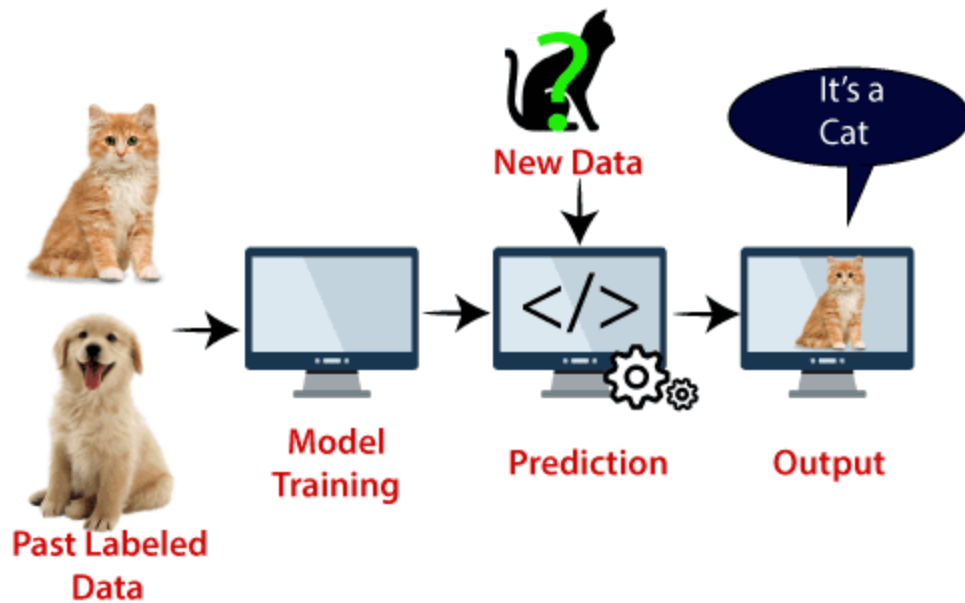 New Data
It's a
Cat
</>
Model
Training
Prediction
Output
Past Labeled
Data